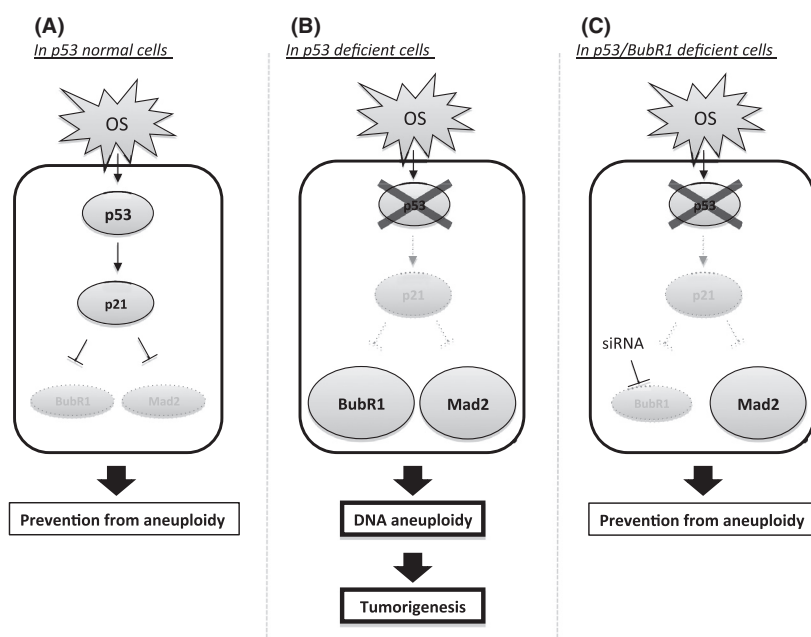 (A)
In p53 normal cells
OS
p53
p21
BubR1 Mad2
Prevention from aneuploidy
(B)
In p53 deficient cells
OS
p53
p21
BubR1 Mad2
DNA aneuploidy
Tumorigenesis
(C)
In p53/BubR1 deficient cells
OS
p53
p21
siRNA
BubR1 Mad2
Prevention from aneuploidy